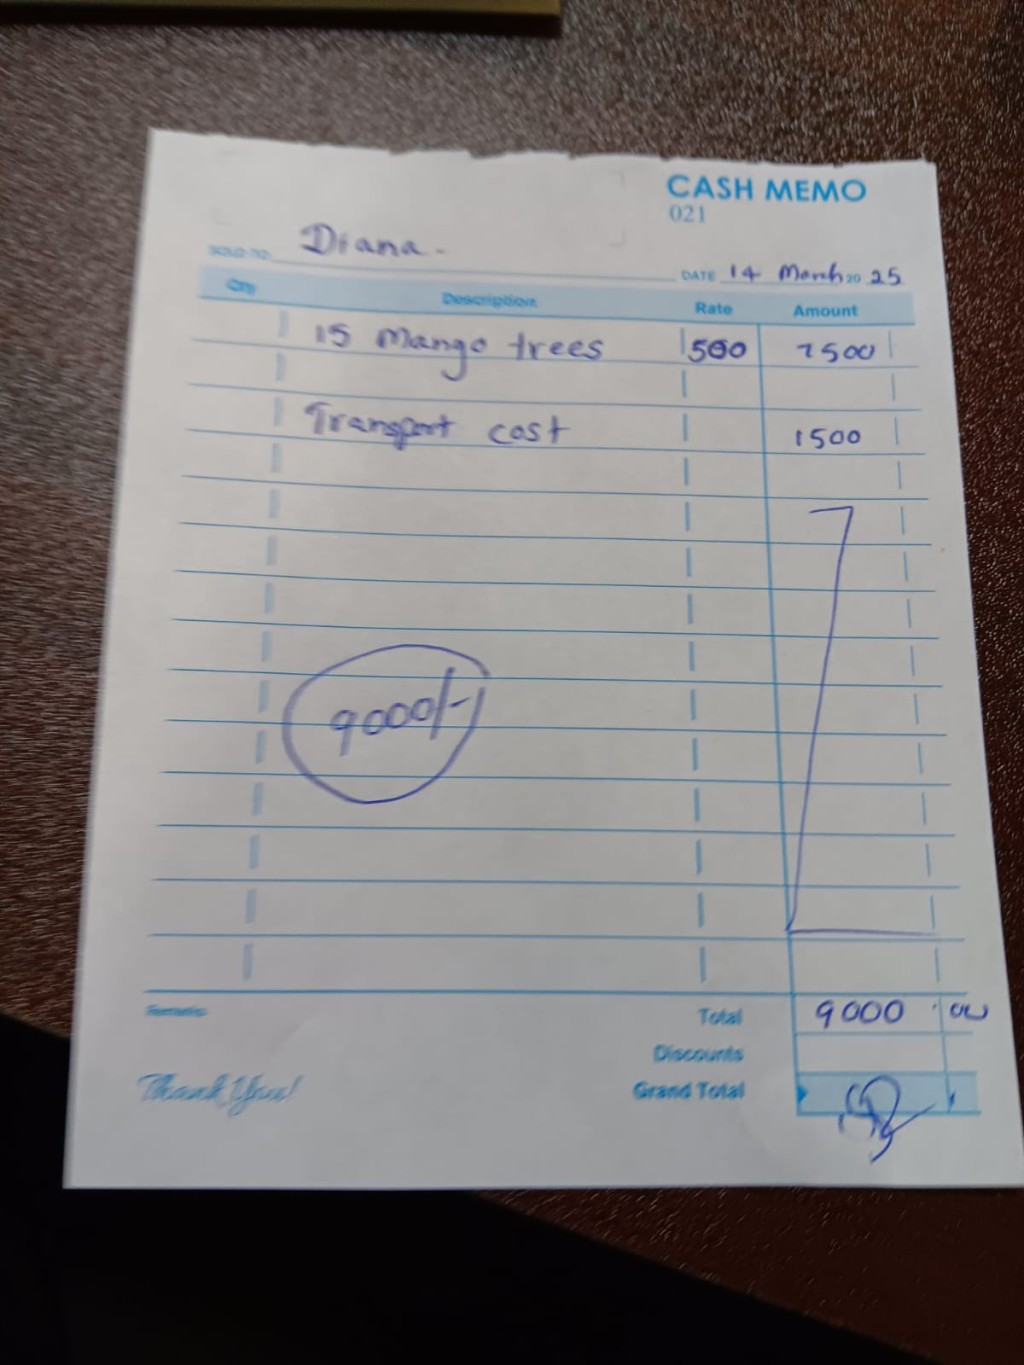 CASH MEMO
021
SOLD TO Diana -
DATE 14 March 20 25
Qty Description Rate Amount
15 Mango trees 500 7500
Transport cost 1500
9000/-
Remarks Total 9000 00
Discounts
Thank You! Grand Total